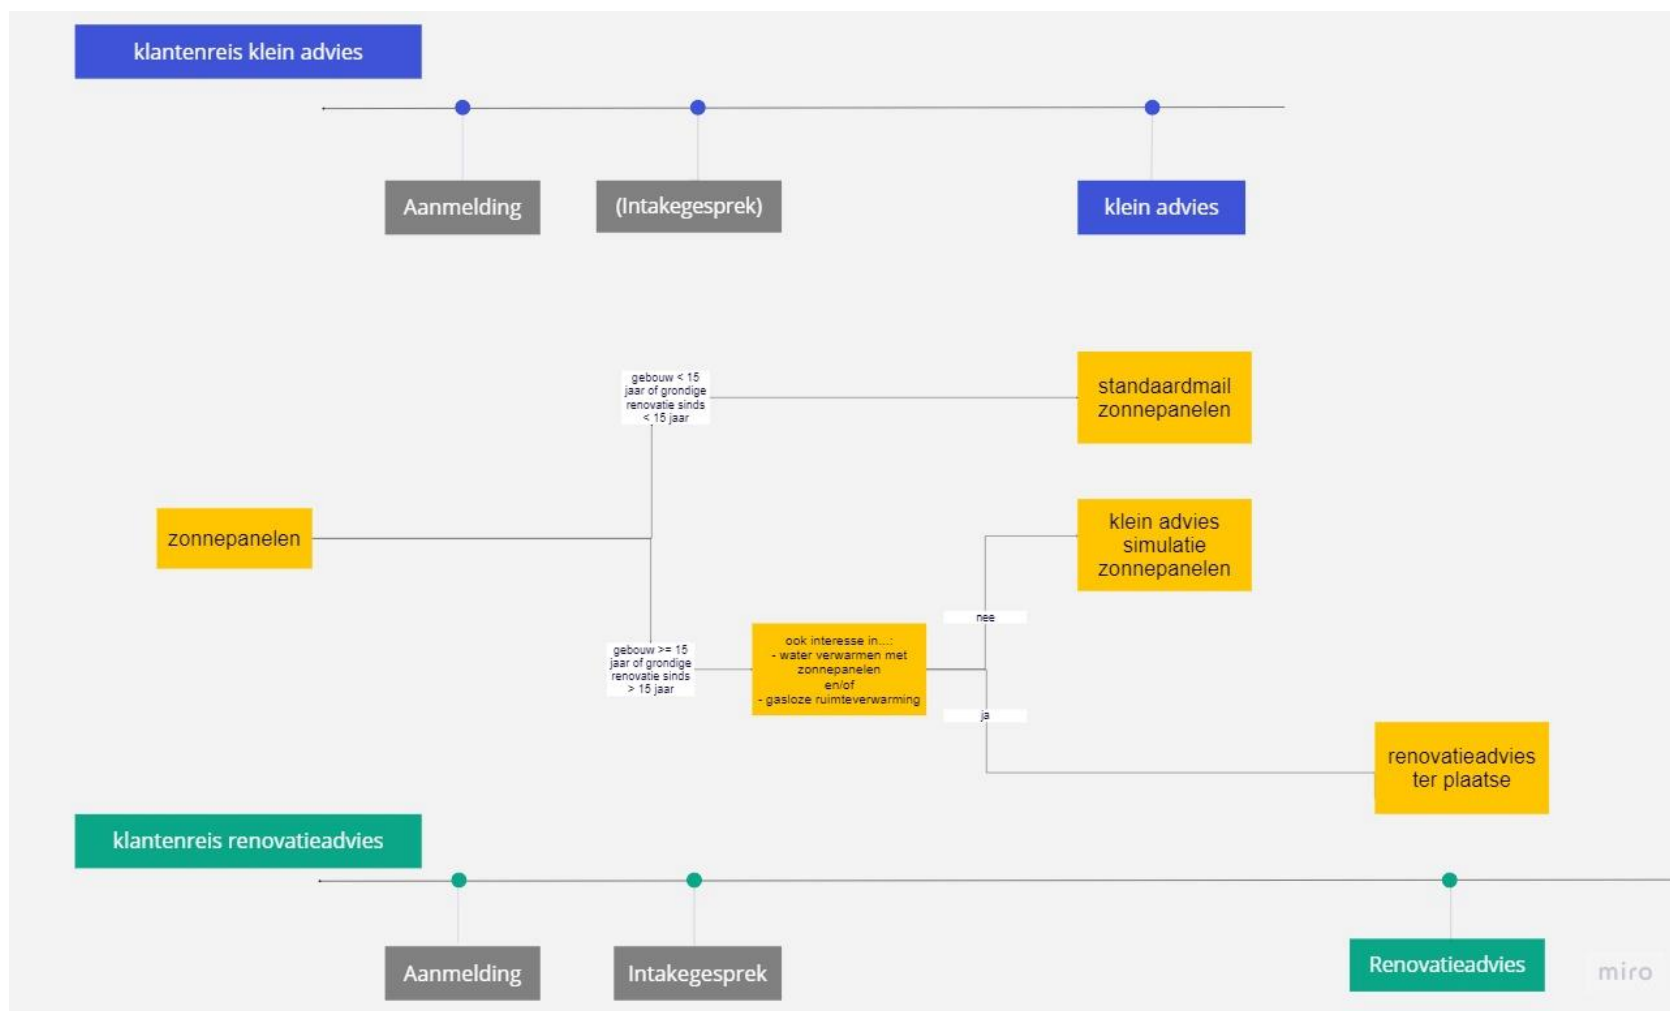 klantenreis klein advies
Aanmelding
(Intakegesprek)
klein advies
gebouw < 15
jaar of grondige
renovatie sinds
< 15 jaar
standaardmail
zonnepanelen
zonnepanelen
klein advies
simulatie
zonnepanelen
nee
gebouw >= 15
jaar of grondige
renovatie sinds
> 15 jaar
ook interesse in...:
- water verwarmen met
zonnepanelen
en/of
- gasloze ruimteverwarming
ja
renovatieadvies
ter plaatse
klantenreis renovatieadvies
Aanmelding
Intakegesprek
Renovatieadvies
miro